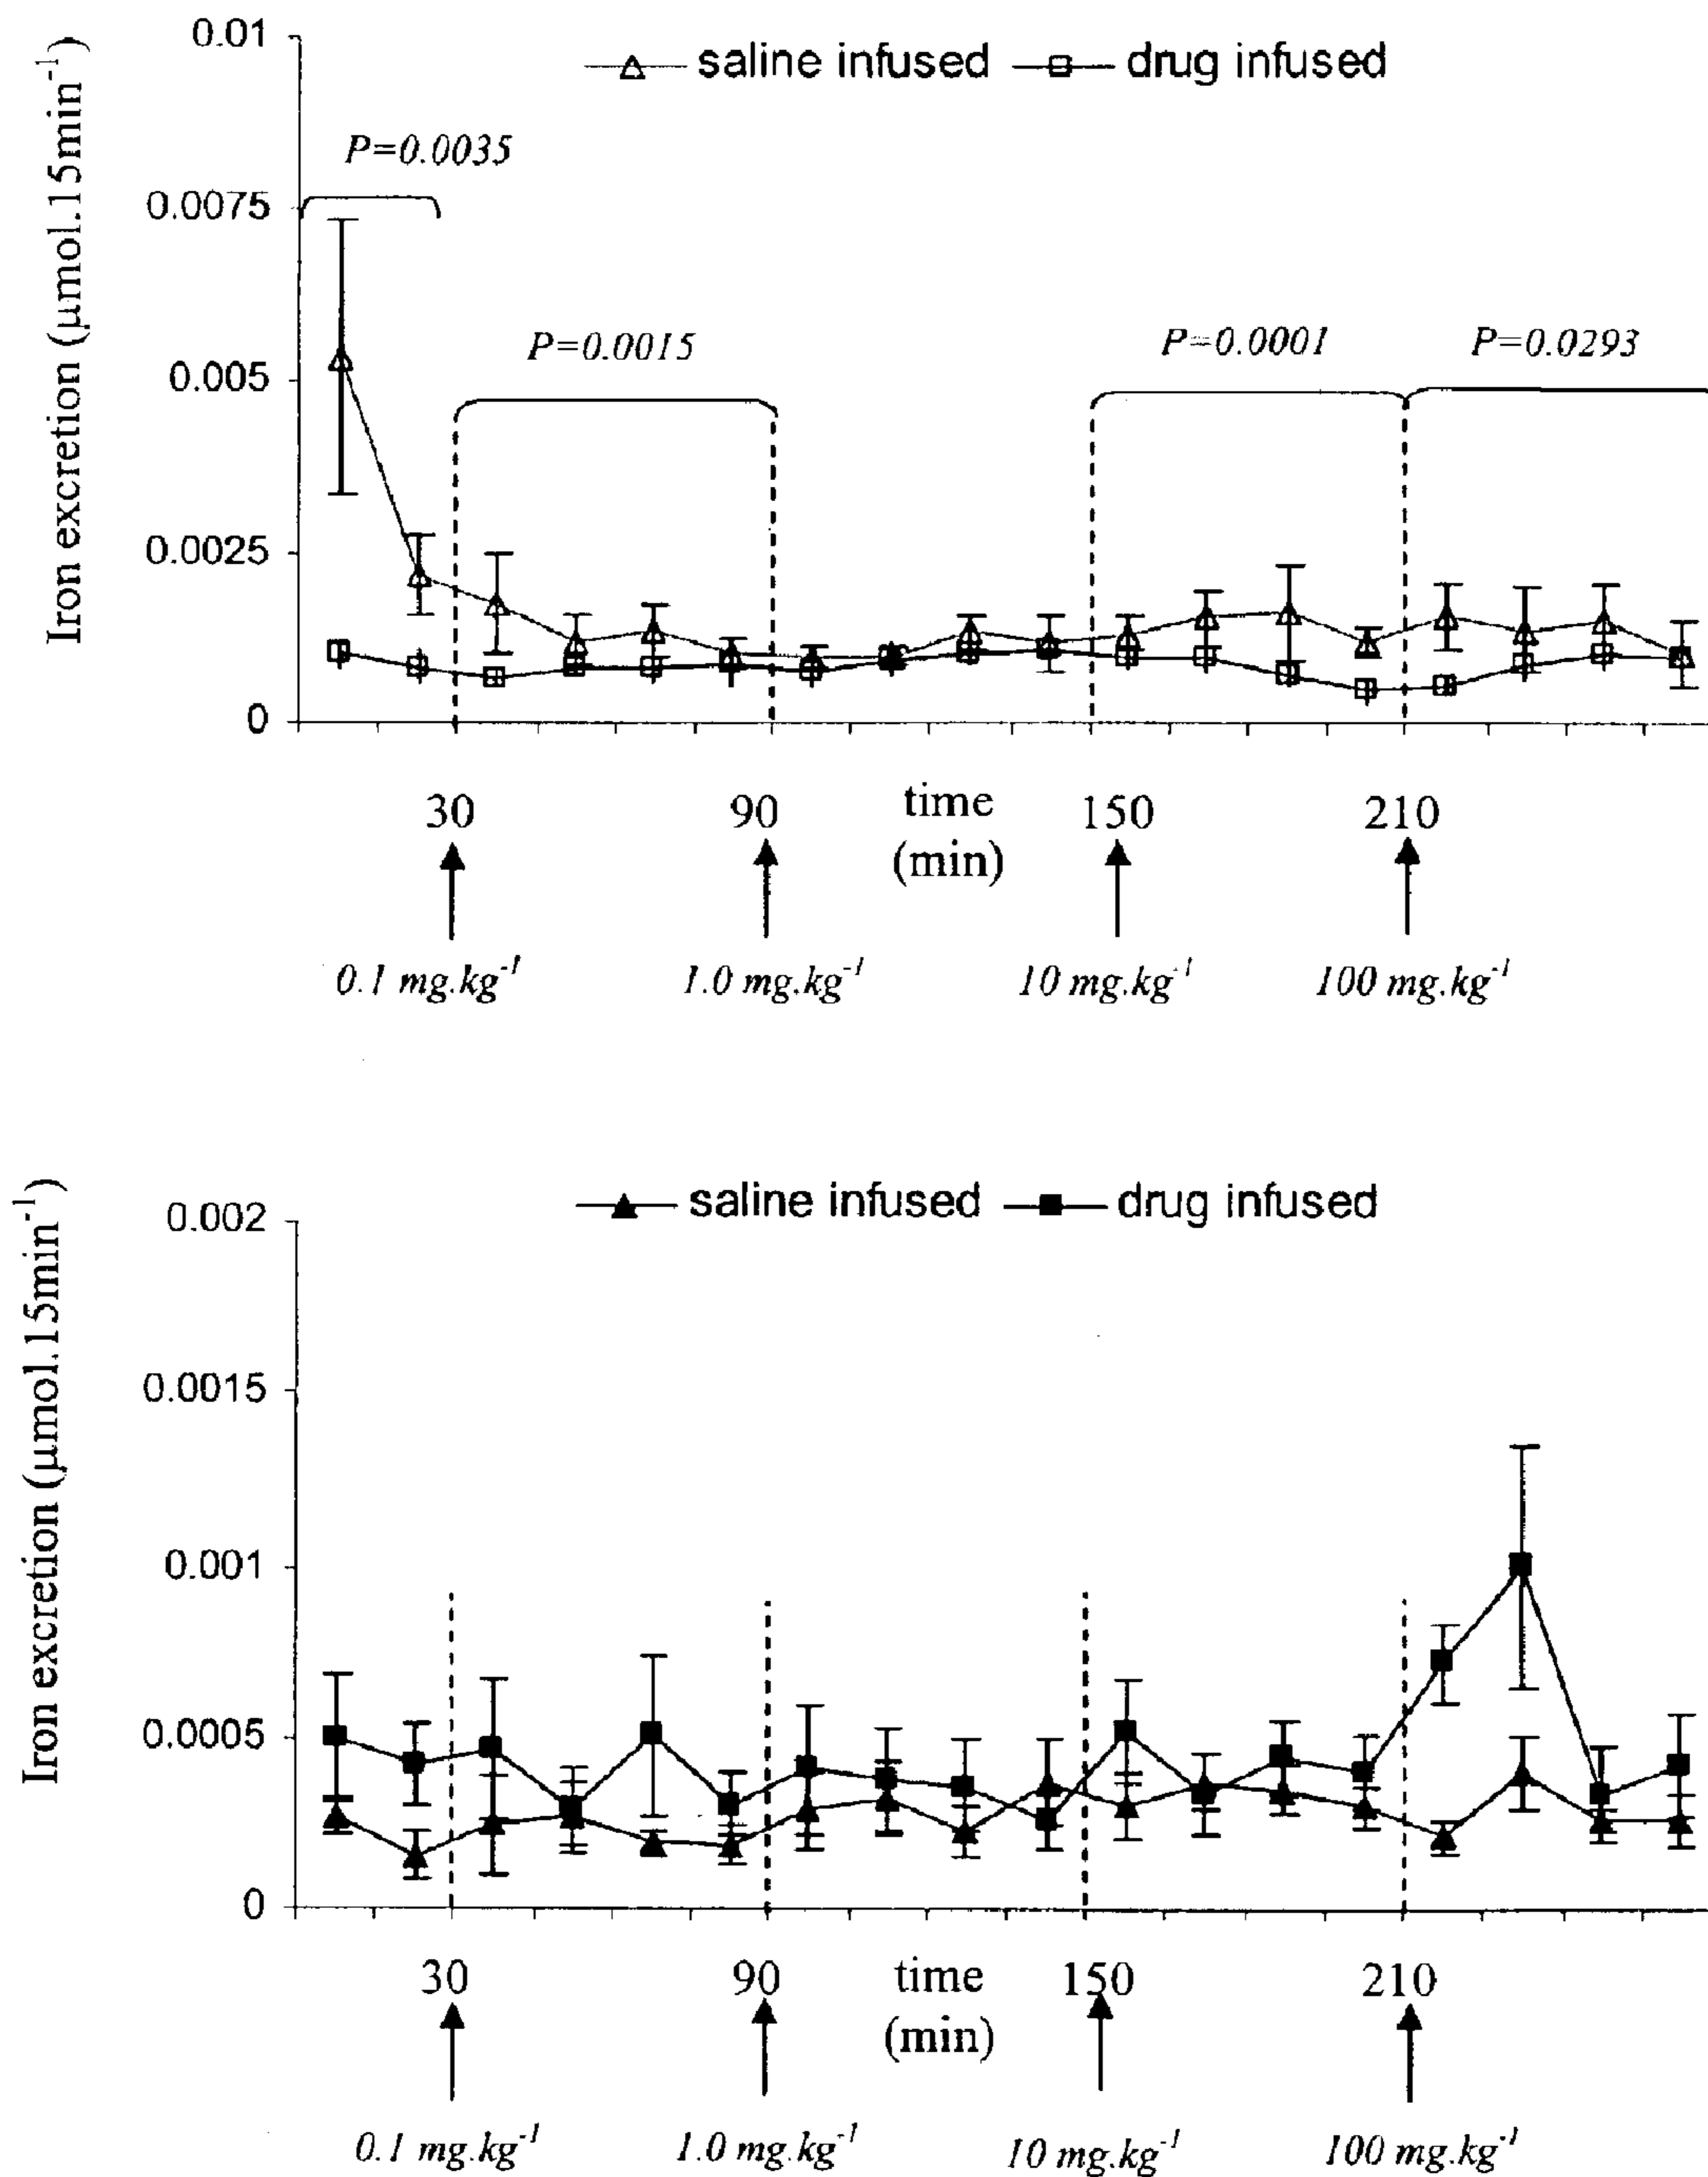 0.01
saline infused drug infused
P=0.0035
0.0075
P=0.0015
P=0.0001
P=0.0293
0.005
0.0025
0
Iron excretion (µmol.15min⁻¹)
30 90 time 150 210
(min)
0.1 mg.kg⁻¹ 1.0 mg.kg⁻¹ 10 mg.kg⁻¹ 100 mg.kg⁻¹
saline infused drug infused
0.002
0.0015
0.001
0.0005
0
Iron excretion (µmol.15min⁻¹)
30 90 time 150 210
(min)
0.1 mg.kg⁻¹ 1.0 mg.kg⁻¹ 10 mg.kg⁻¹ 100 mg.kg⁻¹